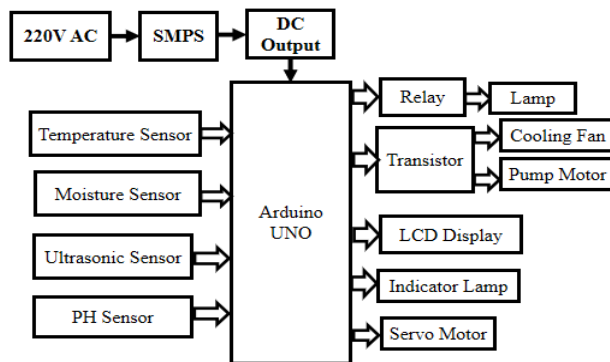 220V AC
SMPS
DC
Output
Temperature Sensor
Moisture Sensor
Ultrasonic Sensor
PH Sensor
Arduino
UNO
Relay
Lamp
Transistor
Cooling Fan
Pump Motor
LCD Display
Indicator Lamp
Servo Motor